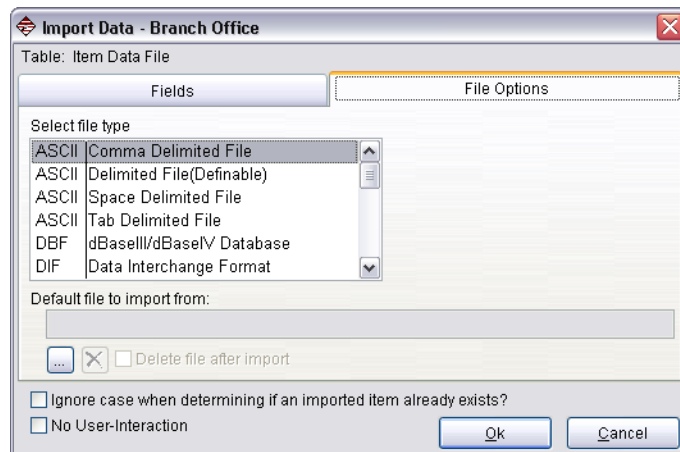 Import Data - Branch Office
Table: Item Data File
Fields File Options
Select file type
ASCII Comma Delimited File
ASCII Delimited File(Definable)
ASCII Space Delimited File
ASCII Tab Delimited File
DBF dBaseIII/dBaseIV Database
DIF Data Interchange Format
Default file to import from:
... Delete file after import
Ignore case when determining if an imported item already exists?
No User-Interaction
Ok Cancel